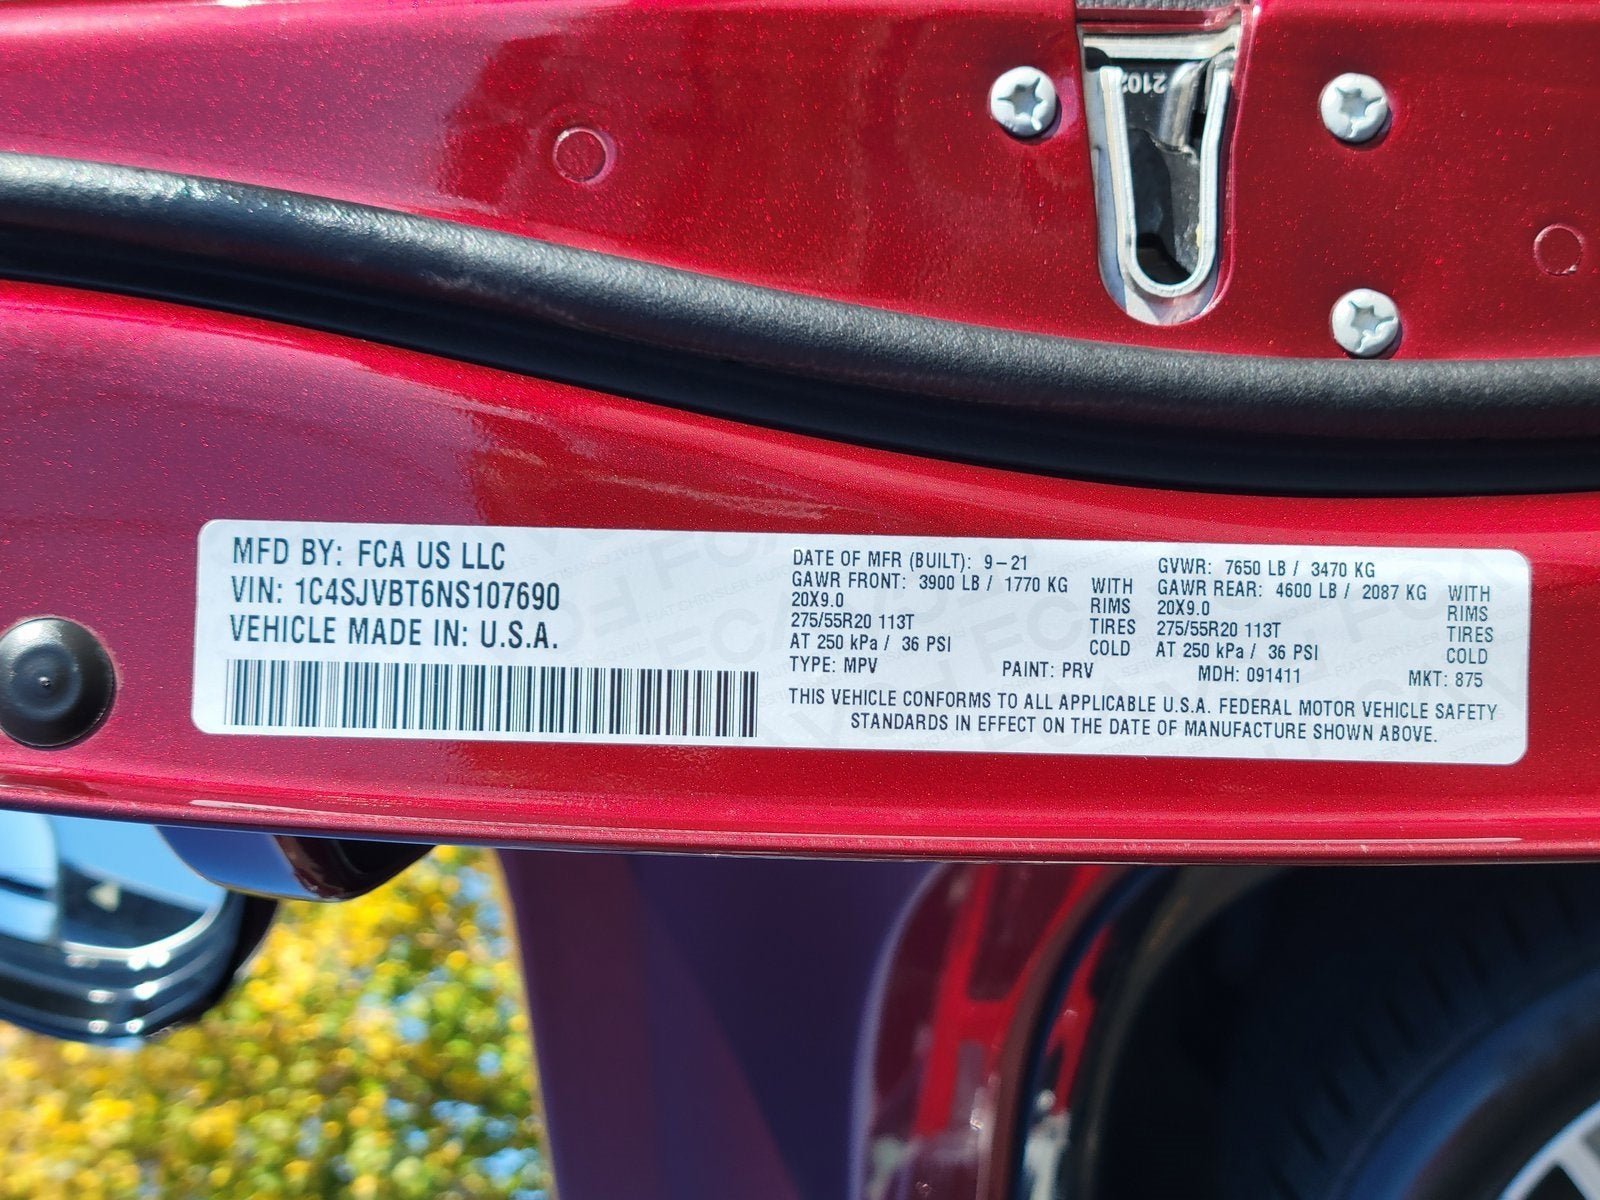 2102
MFD BY: FCA US LLC
VIN: 1C4SJVBT6NS107690
VEHICLE MADE IN: U.S.A.
DATE OF MFR (BUILT): 9-21
GAWR FRONT: 3900 LB / 1770 KG WITH
20X9.0 RIMS
275/55R20 113T TIRES
AT 250 kPa / 36 PSI COLD
GVWR: 7650 LB / 3470 KG
GAWR REAR: 4600 LB / 2087 KG WITH
20X9.0 RIMS
275/55R20 113T TIRES
AT 250 kPa / 36 PSI COLD
TYPE: MPV PAINT: PRV MDH: 091411 MKT: 875
THIS VEHICLE CONFORMS TO ALL APPLICABLE U.S.A. FEDERAL MOTOR VEHICLE SAFETY
STANDARDS IN EFFECT ON THE DATE OF MANUFACTURE SHOWN ABOVE.